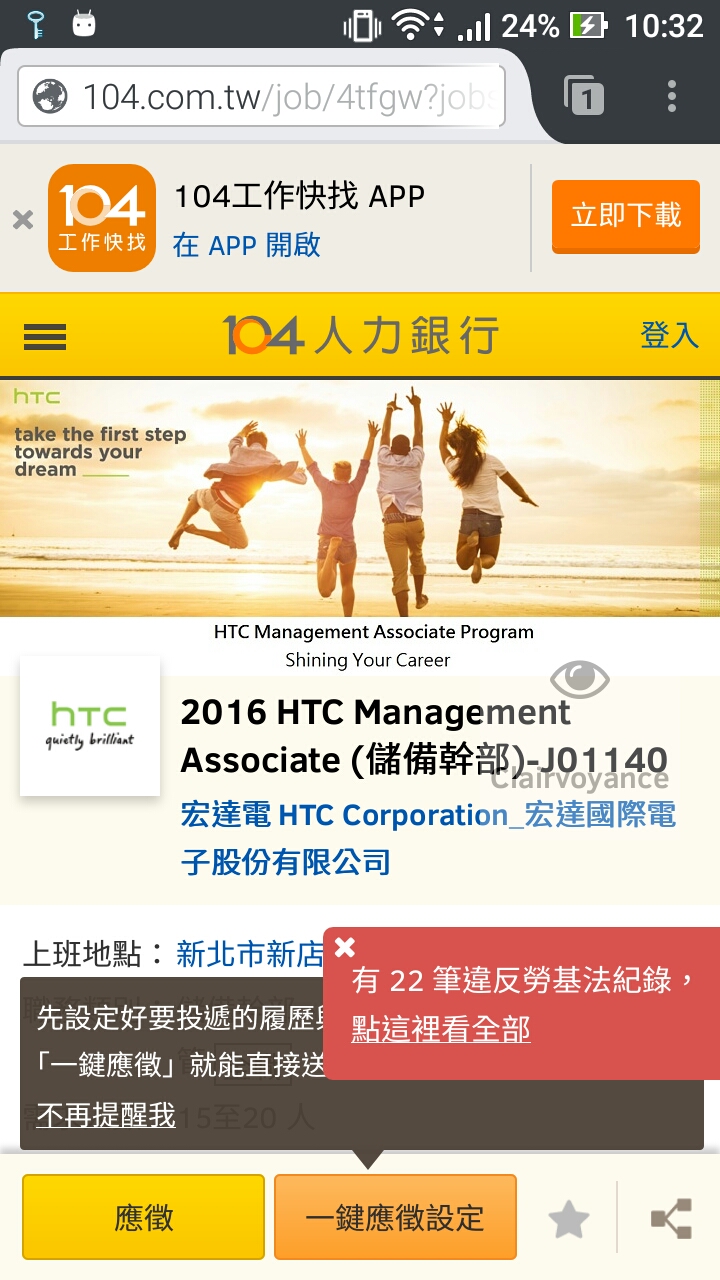 24% 10:32
104.com.tw/job/4tfgw?jobs
1
104
工作快找
104工作快找 APP
在 APP 開啟
立即下載
104人力銀行
登入
hTC
take the first step
towards your
dream
HTC Management Associate Program
Shining Your Career
hTC
quietly brilliant
2016 HTC Management
Associate (儲備幹部)-J01140
Clairvoyance
宏達電 HTC Corporation_宏達國際電
子股份有限公司
上班地點： 新北市新店
有 22 筆違反勞基法紀錄，
點這裡看全部
先設定好要投遞的履歷
「一鍵應徵」就能直接送
不再提醒我
15至20 人
應徵
一鍵應徵設定